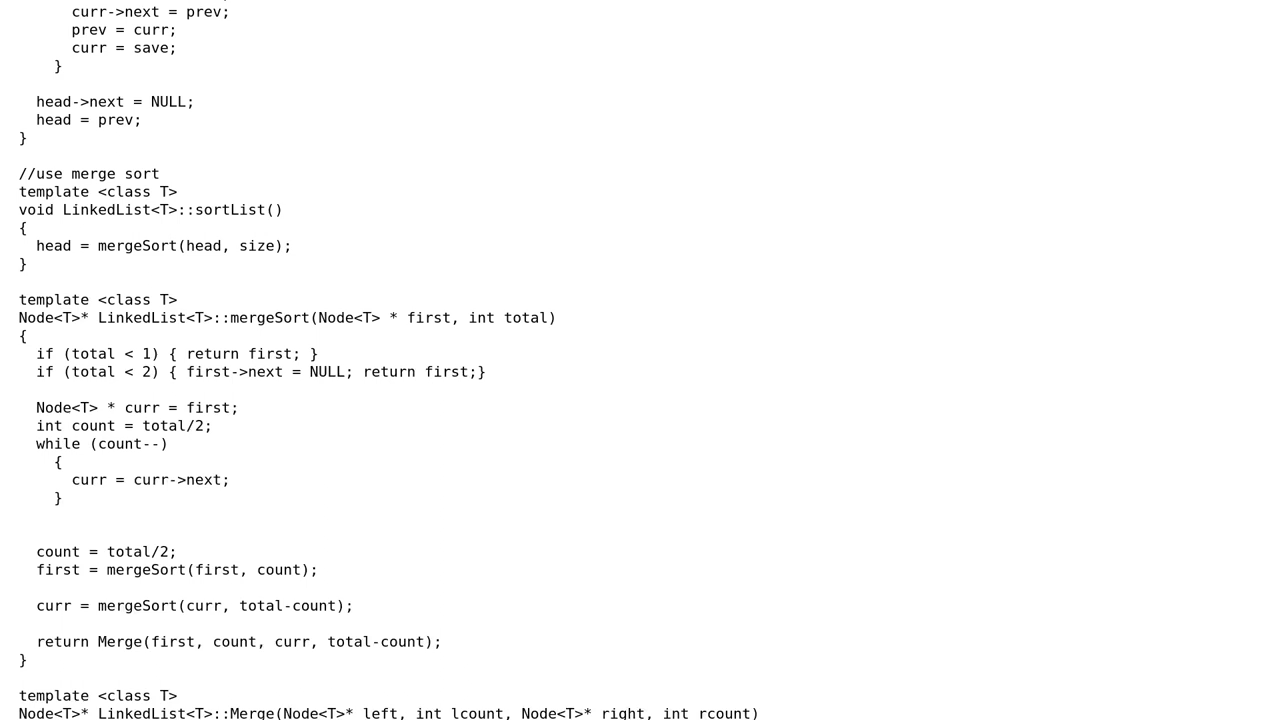 curr->next = prev;
prev = curr;
curr = save;
}
head->next = NULL;
head = prev;
}
//use merge sort
template <class T>
void LinkedList<T>::sortList()
{
head = mergeSort(head, size);
}
template <class T>
Node<T>* LinkedList<T>::mergeSort(Node<T> * first, int total)
{
if (total < 1) { return first; }
if (total < 2) { first->next = NULL; return first;}
Node<T> * curr = first;
int count = total/2;
while (count--)
{
curr = curr->next;
}
count = total/2;
first = mergeSort(first, count);
curr = mergeSort(curr, total-count);
return Merge(first, count, curr, total-count);
}
template <class T>
Node<T>* LinkedList<T>::Merge(Node<T>* left, int lcount, Node<T>* right, int rcount)